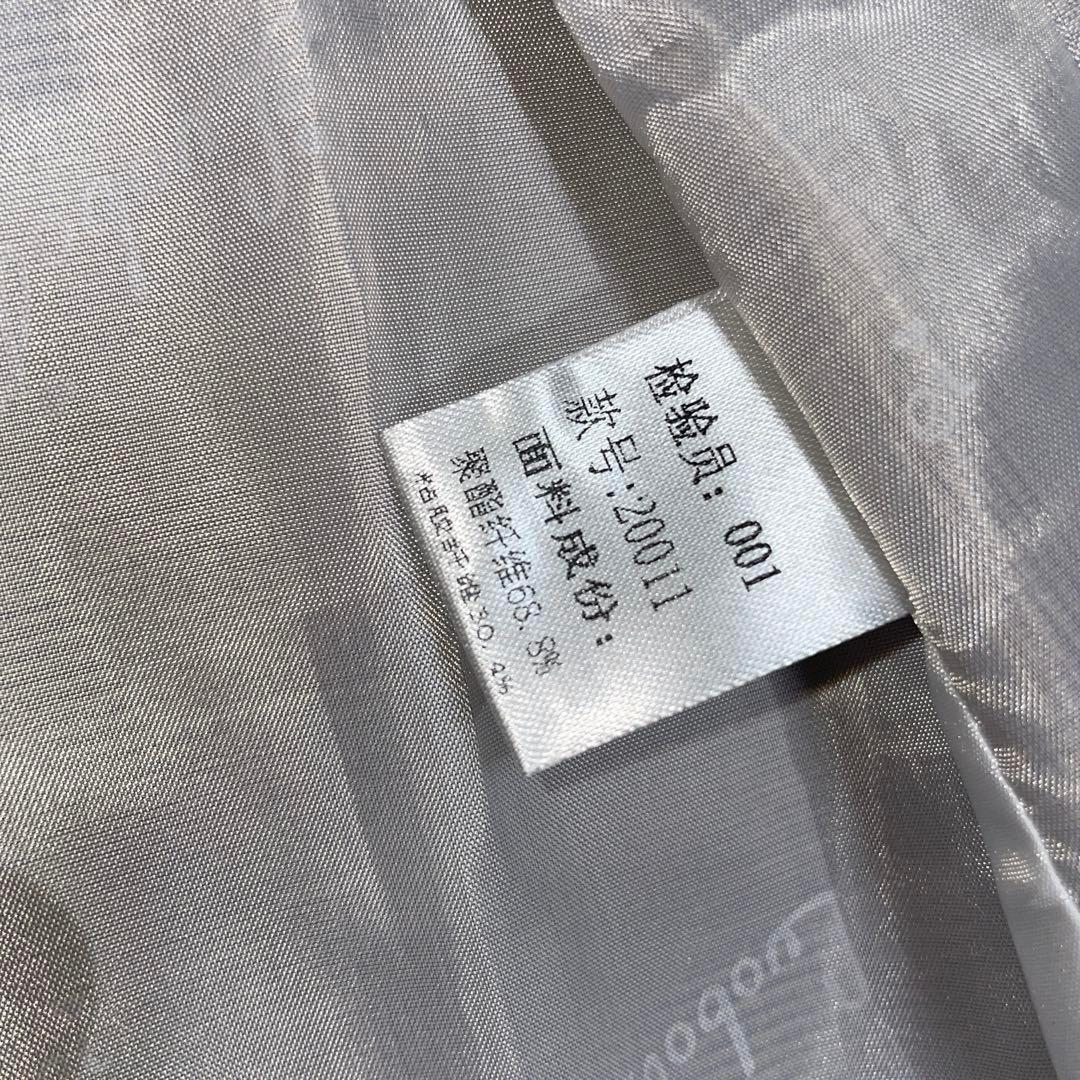 检验员: 001
款号:20011
面料成份:
聚酯纤维68.8%
粘胶纤维30.4%